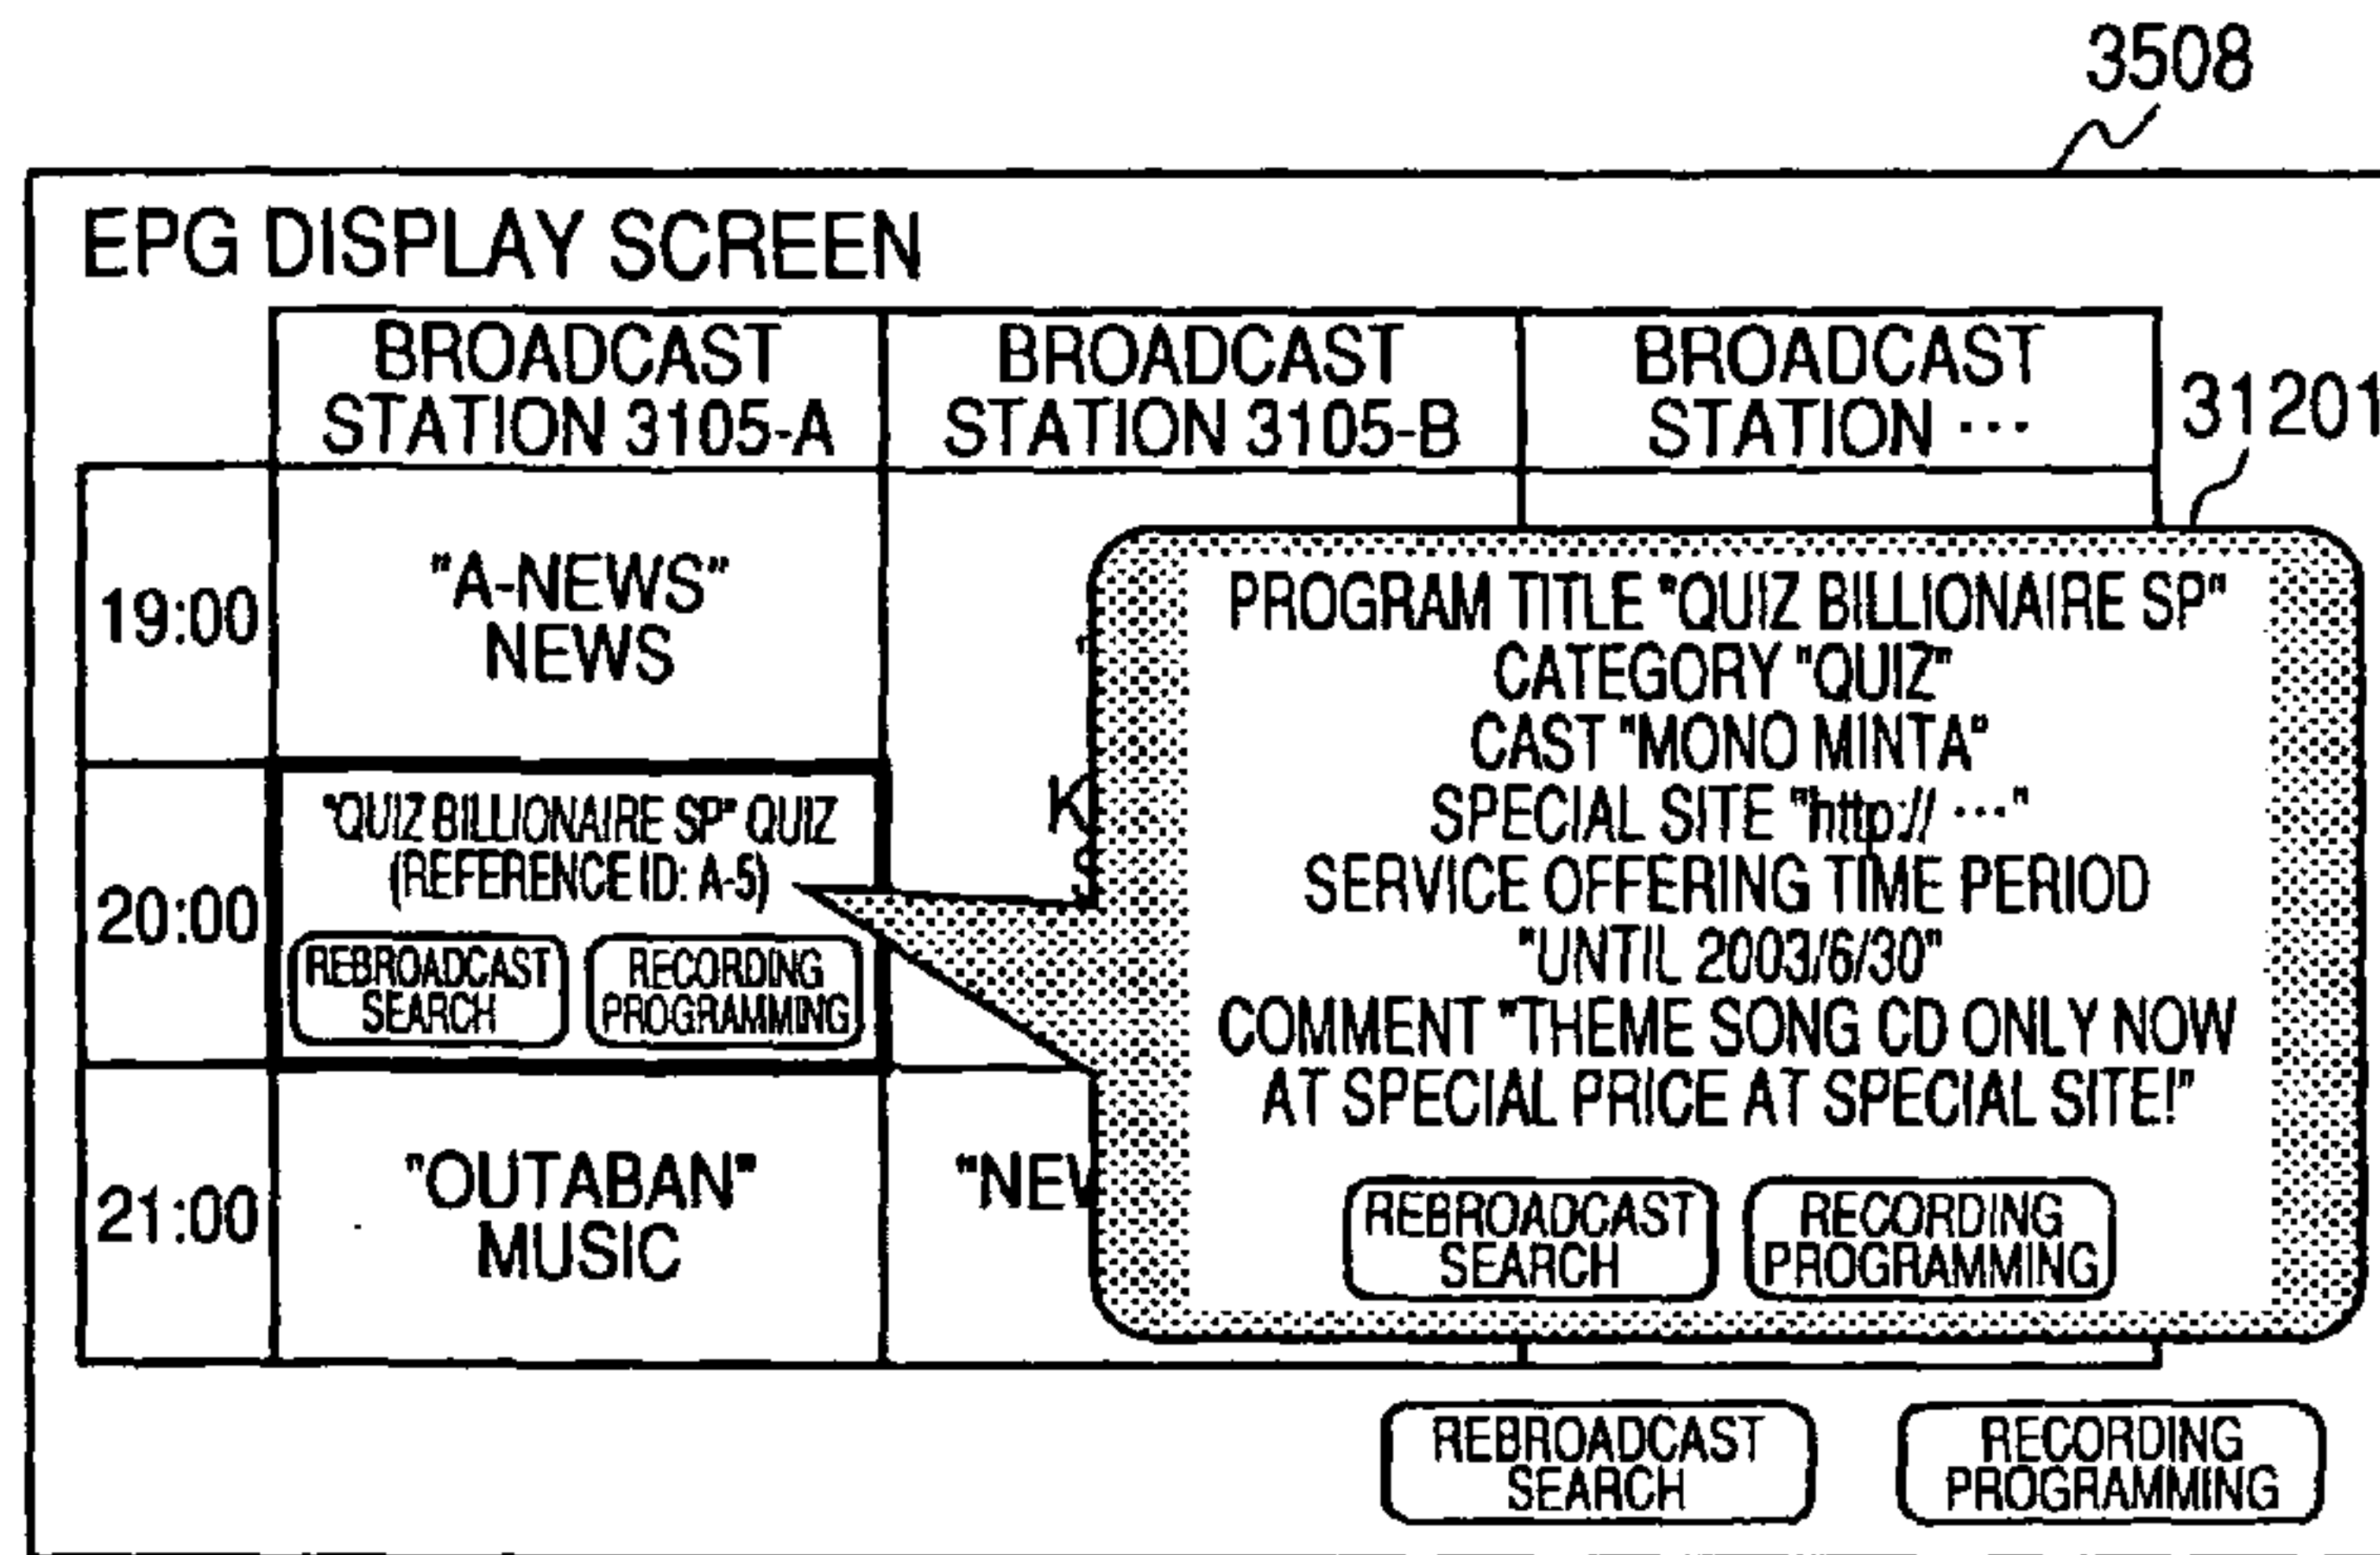 3508
EPG DISPLAY SCREEN
BROADCAST
STATION 3105-A
BROADCAST
STATION 3105-B
BROADCAST
STATION ···
31201
19:00
"A-NEWS"
NEWS
20:00
"QUIZ BILLIONAIRE SP" QUIZ
(REFERENCE ID: A-5)
REBROADCAST
SEARCH
RECORDING
PROGRAMMING
21:00
"OUTABAN"
MUSIC
PROGRAM TITLE "QUIZ BILLIONAIRE SP"
CATEGORY "QUIZ"
CAST "MONO MINTA"
SPECIAL SITE "http:// ···"
SERVICE OFFERING TIME PERIOD
"UNTIL 2003/6/30"
COMMENT "THEME SONG CD ONLY NOW
AT SPECIAL PRICE AT SPECIAL SITE!"
REBROADCAST
SEARCH
RECORDING
PROGRAMMING
REBROADCAST
SEARCH
RECORDING
PROGRAMMING